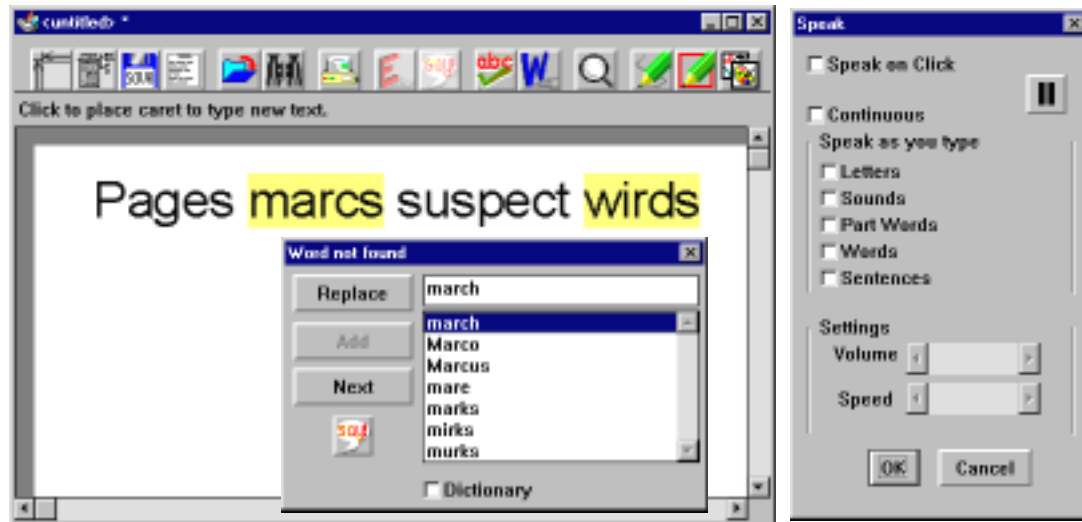 cuntitledb *
Click to place caret to type new text.
Pages marcs suspect wirds
Word not found
Replace
march
Add
Next
say!
march
Marco
Marcus
mare
marks
mirks
murks
Dictionary
Speak
Speak on Click
Continuous
Speak as you type
Letters
Sounds
Part Words
Words
Sentences
Settings
Volume
Speed
OK
Cancel